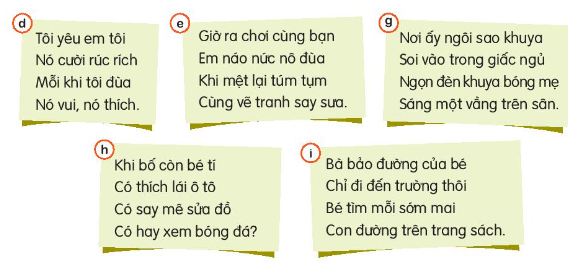 d
Tôi yêu em tôi
Nó cười rúc rích
Mỗi khi tôi đùa
Nó vui, nó thích.
e
Giờ ra chơi cùng bạn
Em náo nức nô đùa
Khi mệt lại túm tụm
Cùng vẽ tranh say sưa.
g
Nơi ấy ngôi sao khuya
Soi vào trong giấc ngủ
Ngọn đèn khuya bóng mẹ
Sáng một vầng trên sân.
h
Khi bố còn bé tí
Có thích lái ô tô
Có say mê sửa đồ
Có hay xem bóng đá?
i
Bà bảo đường của bé
Chỉ đi đến trường thôi
Bé tìm mỗi sớm mai
Con đường trên trang sách.